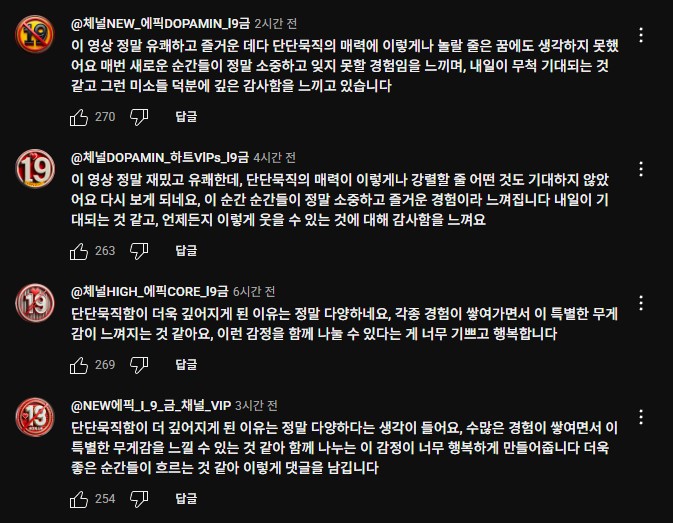 @채널NEW_에픽DOPAMIN_l9금 2시간 전
이 영상 정말 유쾌하고 즐거운 데다 단단묵직의 매력에 이렇게나 놀랄 줄은 꿈에도 생각하지 못했
어요 매번 새로운 순간들이 정말 소중하고 잊지 못할 경험임을 느끼며, 내일이 무척 기대되는 것
같고 그런 미소들 덕분에 깊은 감사함을 느끼고 있습니다
270 답글
19
@채널DOPAMIN_하트VlPs_l9금 4시간 전
이 영상 정말 재밌고 유쾌한데, 단단묵직의 매력이 이렇게나 강렬할 줄 어떤 것도 기대하지 않았
어요 다시 보게 되네요, 이 순간 순간들이 정말 소중하고 즐거운 경험이라 느껴집니다 내일이 기
대되는 것 같고, 언제든지 이렇게 웃을 수 있는 것에 대해 감사함을 느껴요
263 답글
19
@채널HIGH_에픽CORE_l9금 6시간 전
단단묵직함이 더욱 깊어지게 된 이유는 정말 다양하네요, 각종 경험이 쌓여가면서 이 특별한 무게
감이 느껴지는 것 같아요, 이런 감정을 함께 나눌 수 있다는 게 너무 기쁘고 행복합니다
269 답글
@NEW에픽_l_9_금_채널_VIP 3시간 전
단단묵직함이 더 깊어지게 된 이유는 정말 다양하다는 생각이 들어요, 수많은 경험이 쌓여면서 이
특별한 무게감을 느낄 수 있는 것 같아 함께 나누는 이 감정이 너무 행복하게 만들어줍니다 더욱
좋은 순간들이 흐르는 것 같아 이렇게 댓글을 남깁니다
254 답글